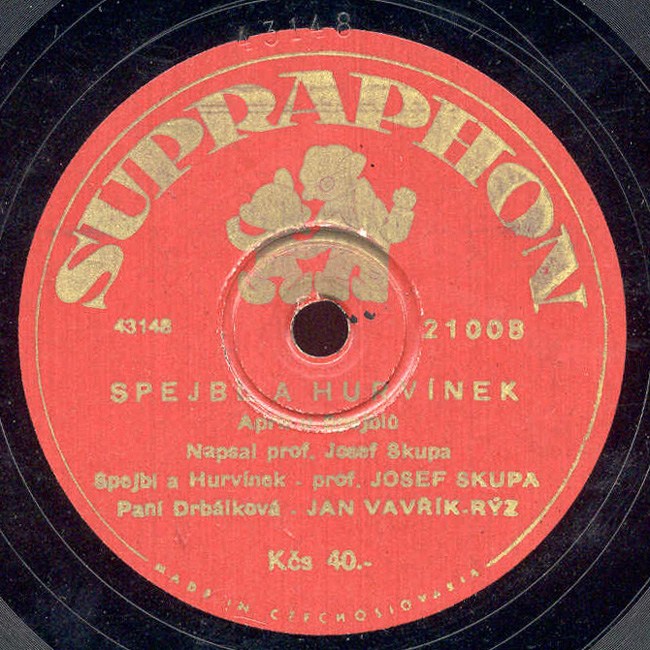 43148
SUPRAPHON
43148 21008
SPEJBL A HURVÍNEK
Napsal prof. Josef Skupa
Spejbl a Hurvínek - prof. JOSEF SKUPA
Paní Drbálková - JAN VAVŘÍK-RÝZ
Kčs 40.-
MADE IN CZECHOSLOVAKIA